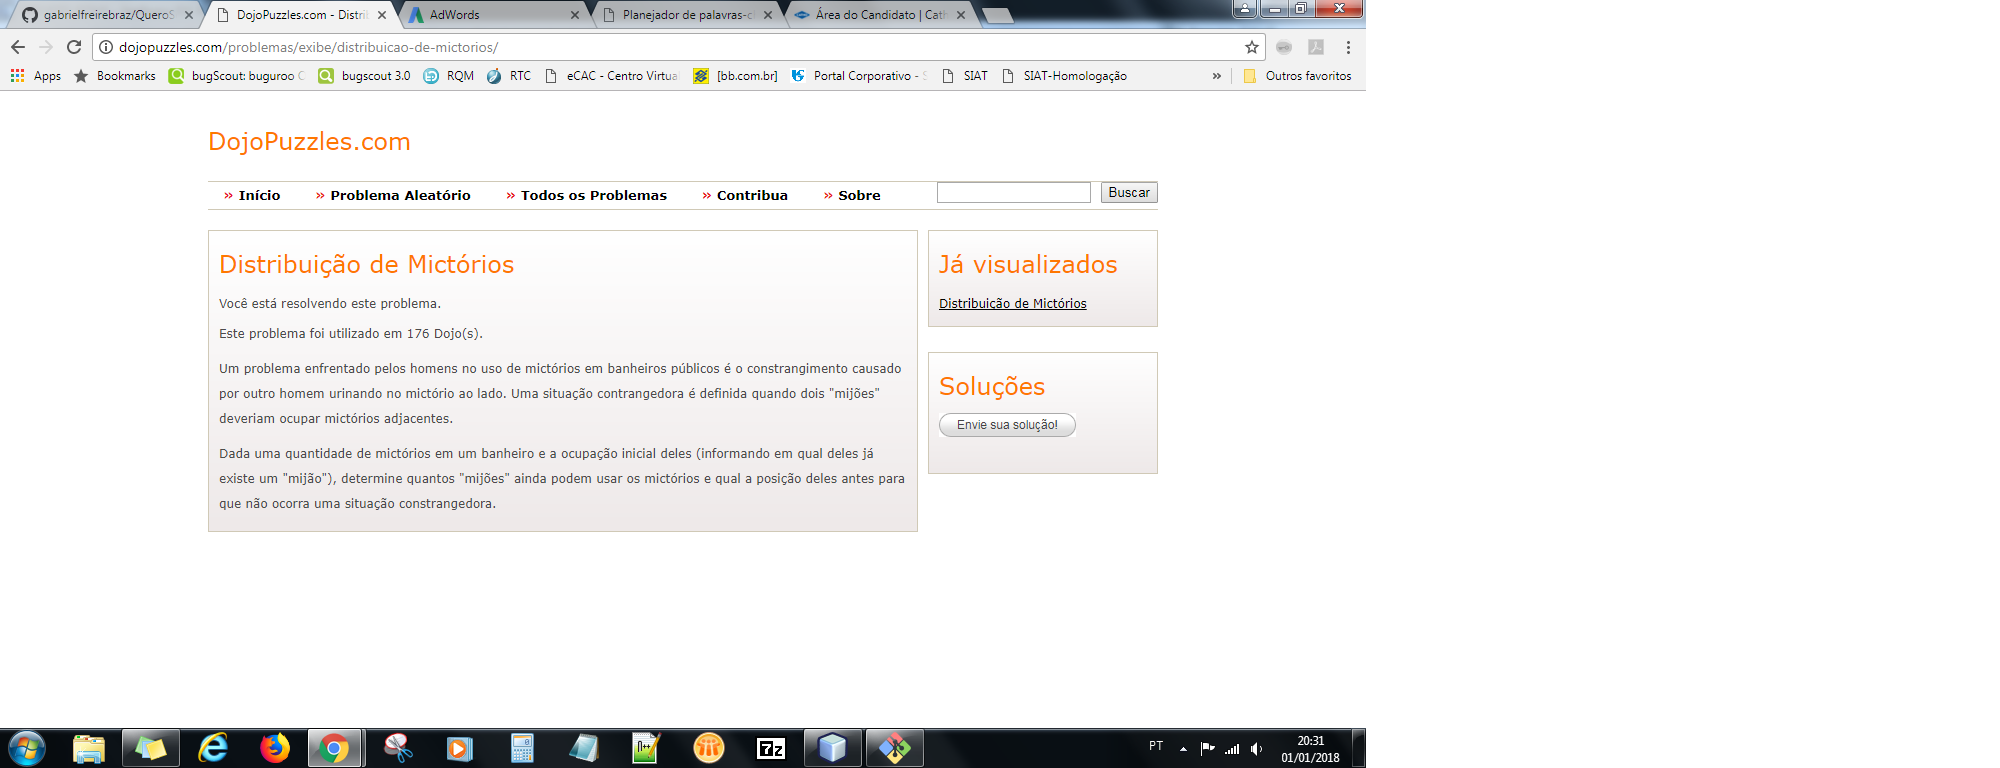 gabrielfreirebraz/QueroS
DojoPuzzles.com - Distri
AdWords
Planejador de palavras-c
Área do Candidato | Cath
dojopuzzles.com/problemas/exibe/distribuicao-de-mictorios/
Apps Bookmarks bugScout: buguroo C bugscout 3.0 RQM RTC eCAC - Centro Virtua [bb.com.br] Portal Corporativo - S SIAT SIAT-Homologação » Outros favoritos
DojoPuzzles.com
» Início » Problema Aleatório » Todos os Problemas » Contribua » Sobre Buscar
Distribuição de Mictórios
Você está resolvendo este problema.
Este problema foi utilizado em 176 Dojo(s).
Um problema enfrentado pelos homens no uso de mictórios em banheiros públicos é o constrangimento causado
por outro homem urinando no mictório ao lado. Uma situação contrangedora é definida quando dois "mijões"
deveriam ocupar mictórios adjacentes.
Dada uma quantidade de mictórios em um banheiro e a ocupação inicial deles (informando em qual deles já
existe um "mijão"), determine quantos "mijões" ainda podem usar os mictórios e qual a posição deles antes para
que não ocorra uma situação constrangedora.
Já visualizados
Distribuição de Mictórios
Soluções
Envie sua solução!
7z
PT
20:31
01/01/2018